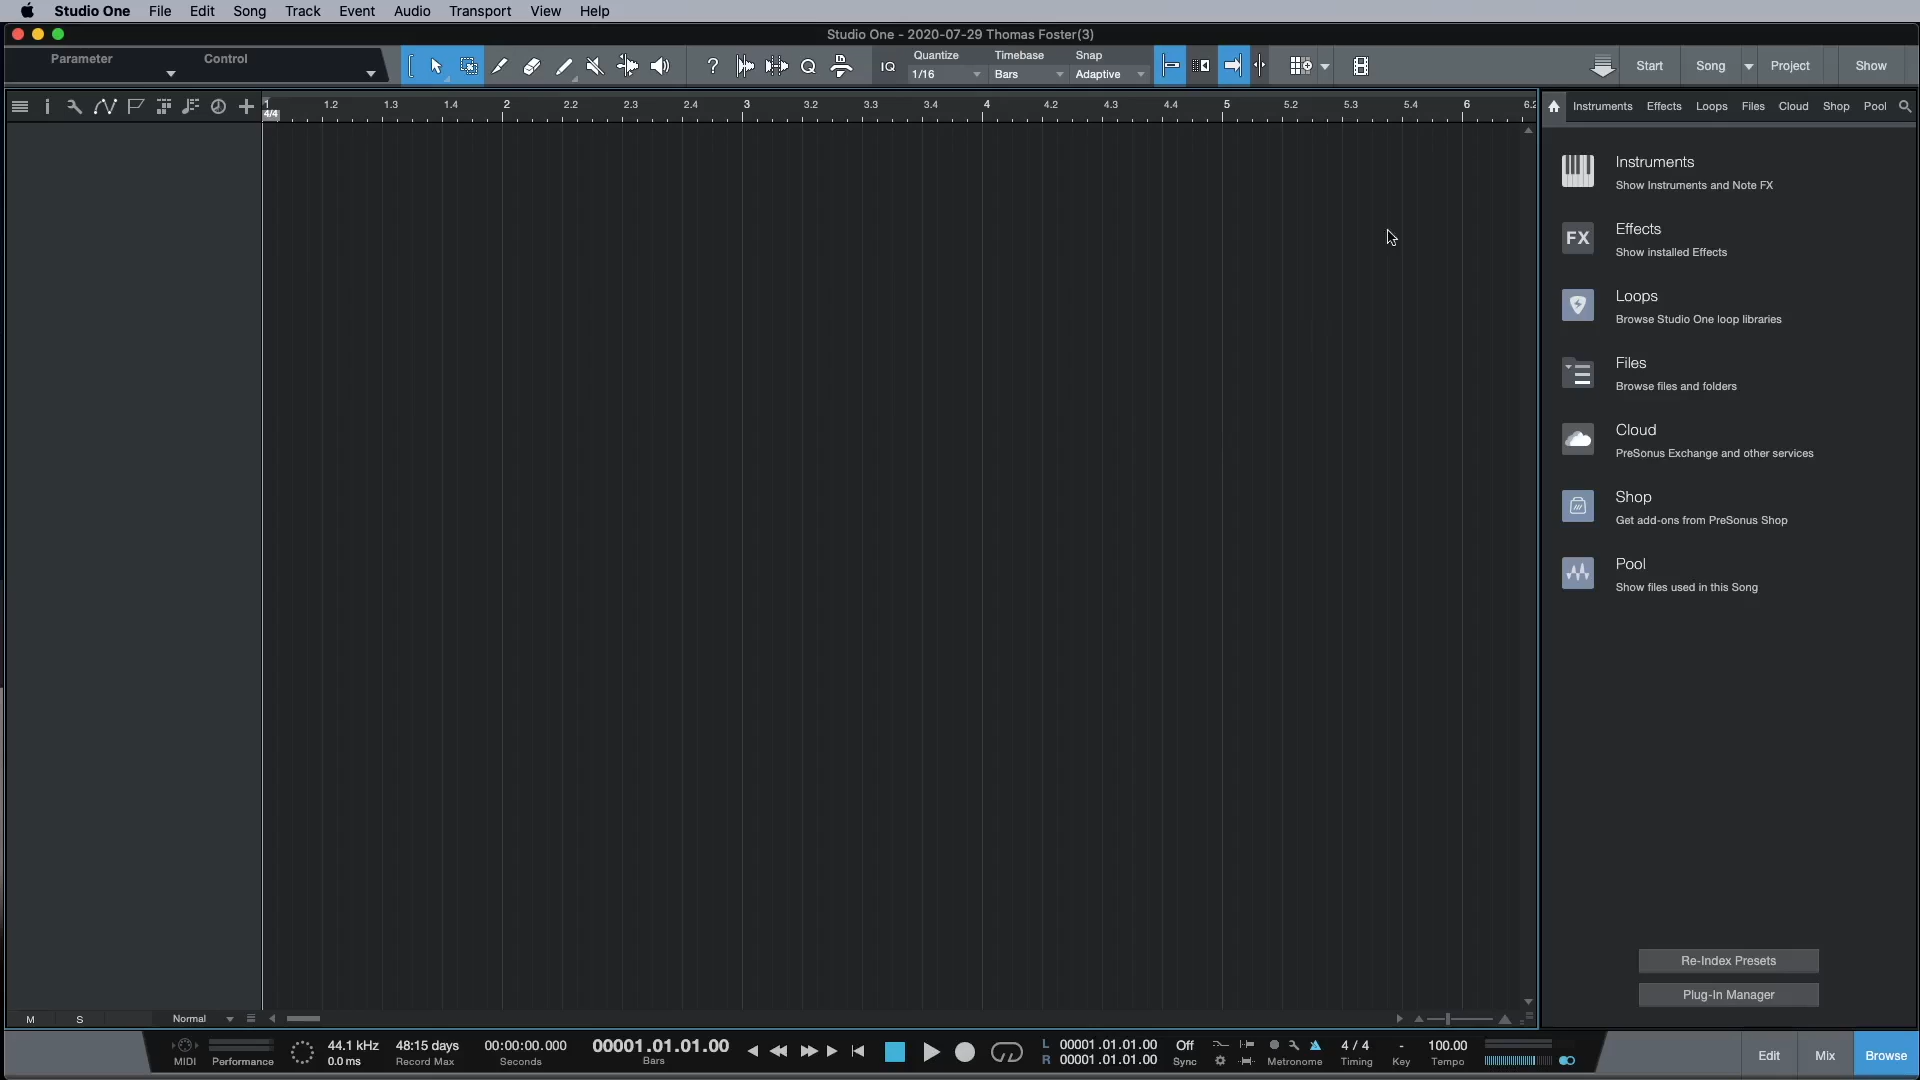 Studio One File Edit Song Track Event Audio Transport View Help
Studio One - 2020-07-29 Thomas Foster(3)
Parameter Control
IQ
Quantize
1/16
Timebase
Bars
Snap
Adaptive
Start Song Project Show
4/4
1 1.2 1.3 1.4 2 2.2 2.3 2.4 3 3.2 3.3 3.4 4 4.2 4.3 4.4 5 5.2 5.3 5.4 6 6.2
Instruments Effects Loops Files Cloud Shop Pool
Instruments
Show Instruments and Note FX
FX
Effects
Show installed Effects
Loops
Browse Studio One loop libraries
Files
Browse files and folders
Cloud
PreSonus Exchange and other services
Shop
Get add-ons from PreSonus Shop
Pool
Show files used in this Song
Re-Index Presets
Plug-In Manager
M S Normal
MIDI
Performance
44.1 kHz
0.0 ms
48:15 days
Record Max
00:00:00.000
Seconds
00001.01.01.00
Bars
L 00001.01.01.00
R 00001.01.01.00
Off
Sync
Metronome
4 / 4
Timing
-
Key
100.00
Tempo
Edit Mix Browse